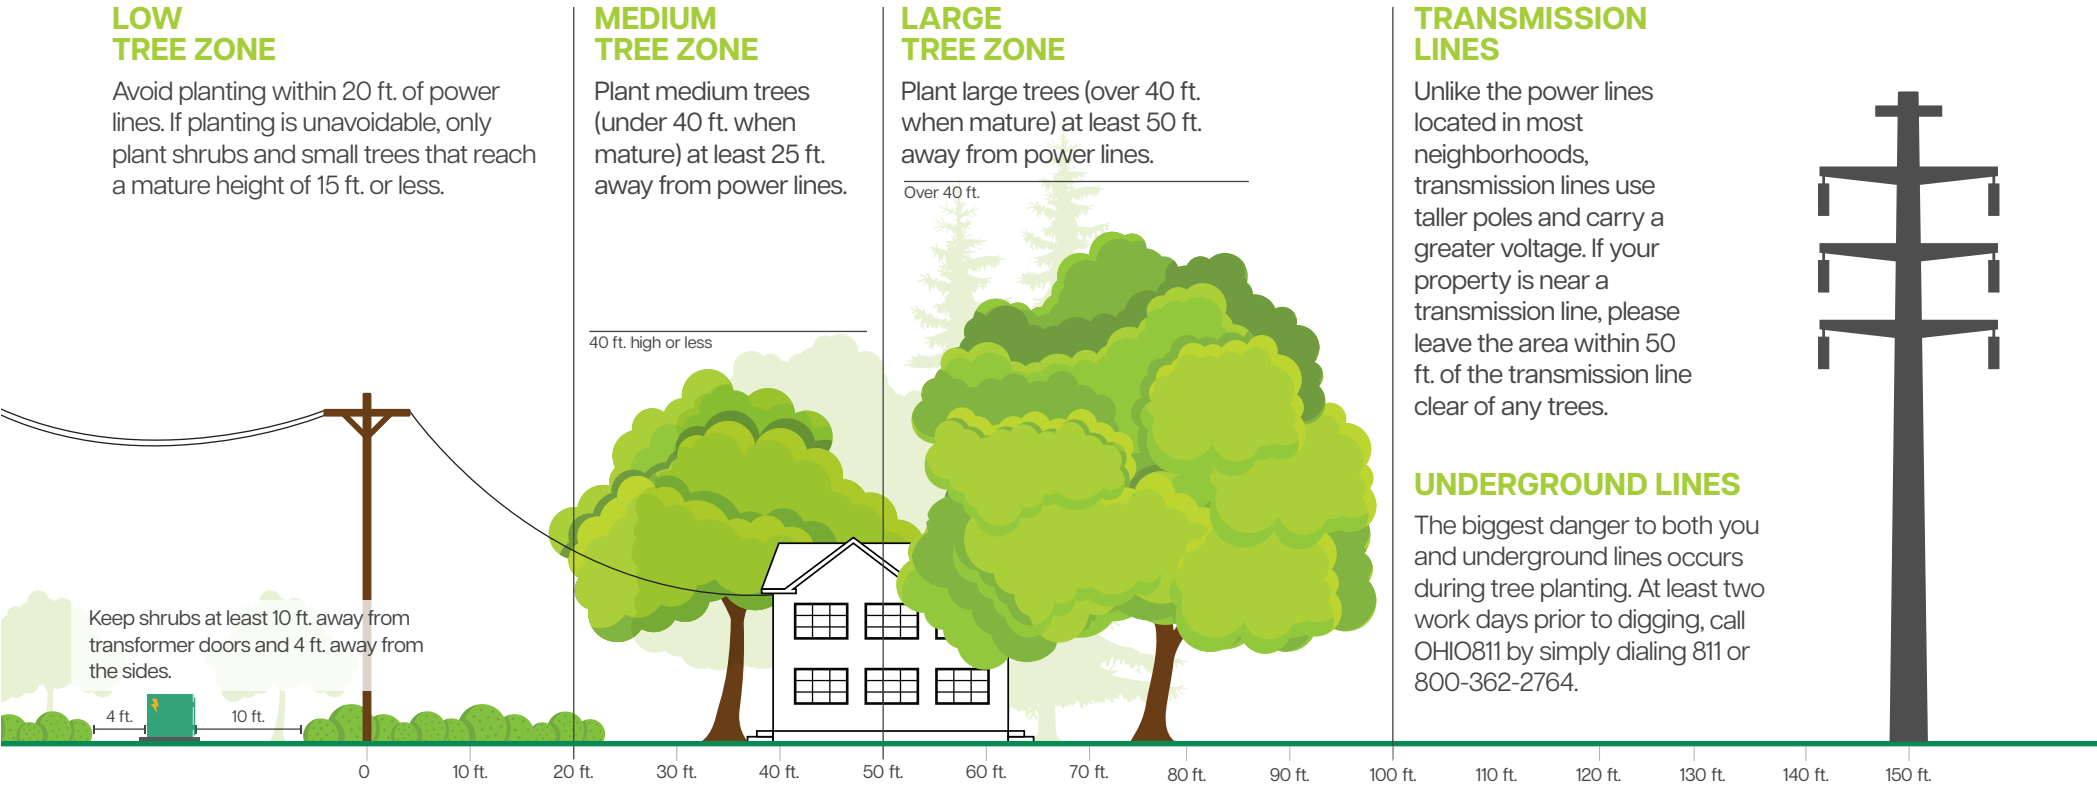 LOW
TREE ZONE
Avoid planting within 20 ft. of power
lines. If planting is unavoidable, only
plant shrubs and small trees that reach
a mature height of 15 ft. or less.
MEDIUM
TREE ZONE
Plant medium trees
(under 40 ft. when
mature) at least 25 ft.
away from power lines.
40 ft. high or less
LARGE
TREE ZONE
Plant large trees (over 40 ft.
when mature) at least 50 ft.
away from power lines.
Over 40 ft.
TRANSMISSION
LINES
Unlike the power lines
located in most
neighborhoods,
transmission lines use
taller poles and carry a
greater voltage. If your
property is near a
transmission line, please
leave the area within 50
ft. of the transmission line
clear of any trees.
UNDERGROUND LINES
The biggest danger to both you
and underground lines occurs
during tree planting. At least two
work days prior to digging, call
OHIO811 by simply dialing 811 or
800-362-2764.
Keep shrubs at least 10 ft. away from
transformer doors and 4 ft. away from
the sides.
4 ft. 10 ft.
0 10 ft. 20 ft. 30 ft. 40 ft. 50 ft. 60 ft. 70 ft. 80 ft. 90 ft. 100 ft. 110 ft. 120 ft. 130 ft. 140 ft. 150 ft.